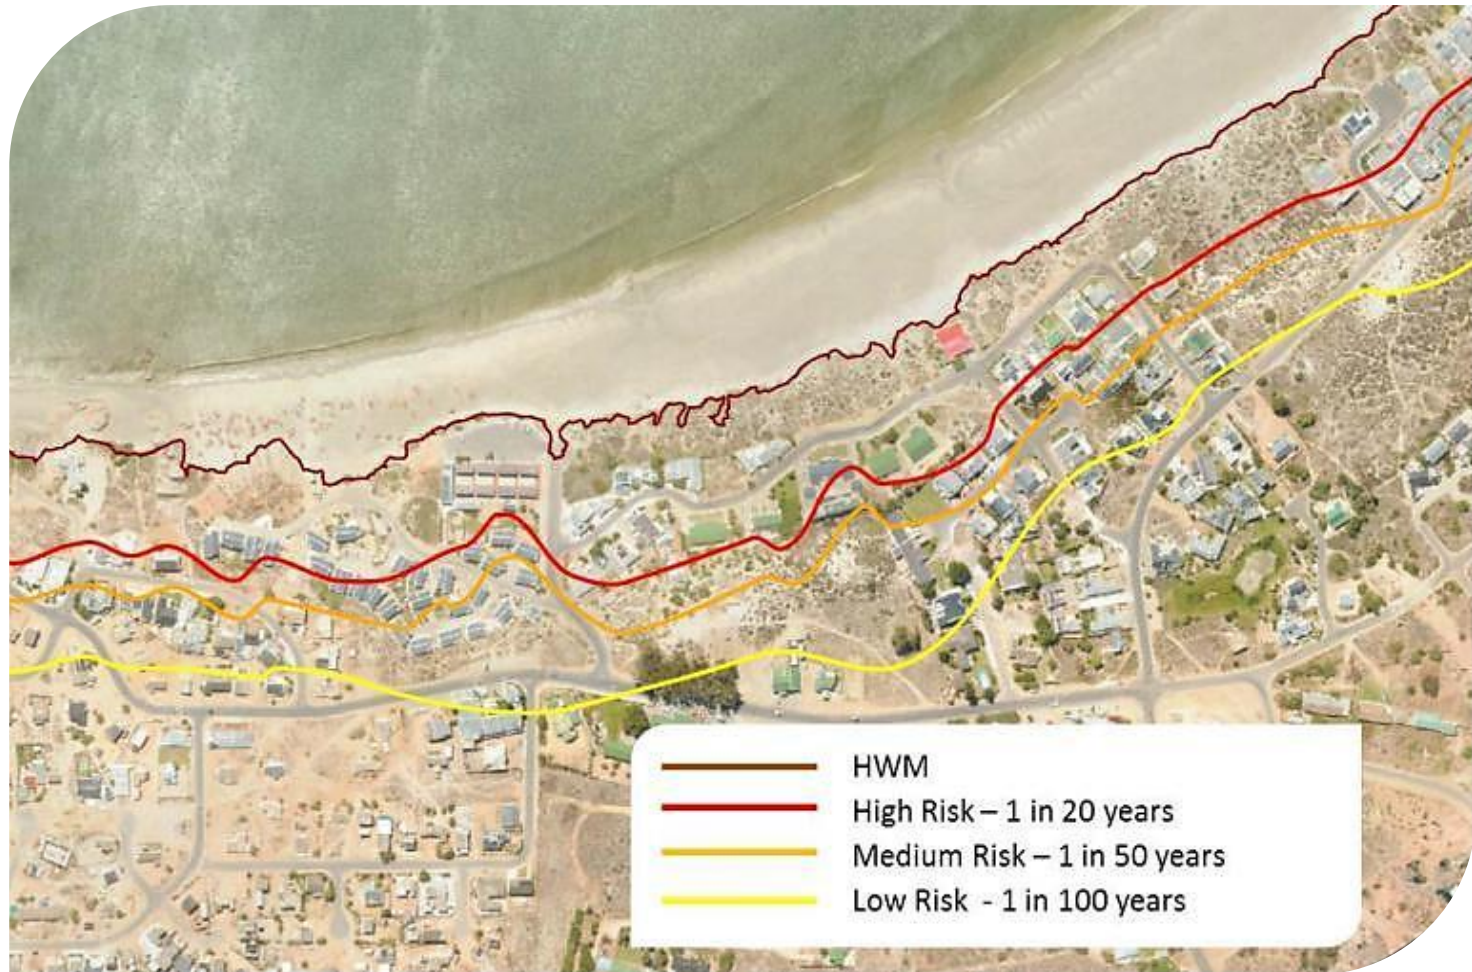 HWM
High Risk – 1 in 20 years
Medium Risk – 1 in 50 years
Low Risk - 1 in 100 years